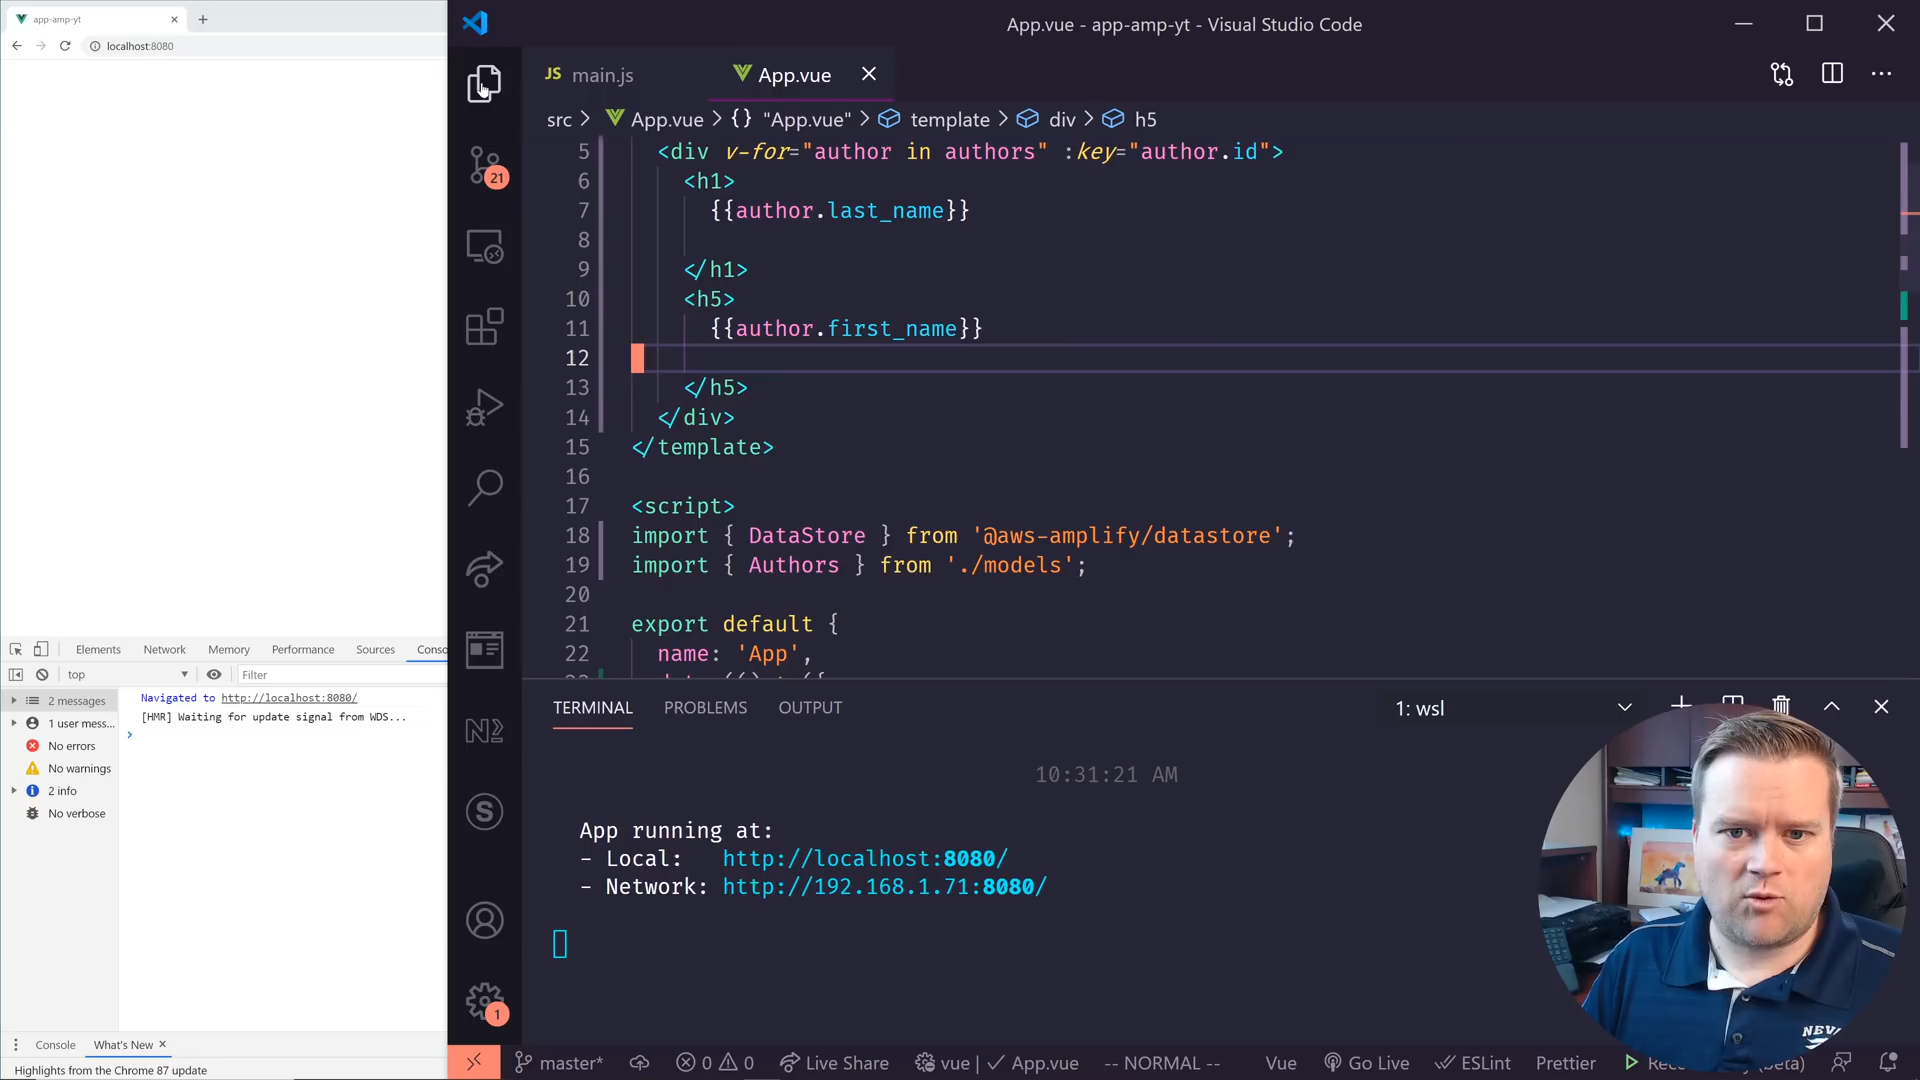 app-amp-yt
localhost:8080
App.vue - app-amp-yt - Visual Studio Code
JS main.js
App.vue
src > App.vue > {} "App.vue" > template > div > h5
21
5 <div v-for="author in authors" :key="author.id">
6 <h1>
7 {{author.last_name}}
8
9 </h1>
10 <h5>
11 {{author.first_name}}
12
13 </h5>
14 </div>
15 </template>
16
17 <script>
18 import { DataStore } from '@aws-amplify/datastore';
19 import { Authors } from './models';
20
21 export default {
22 name: 'App',
Elements Network Memory Performance Sources Conso
top Filter
2 messages
1 user mess...
No errors
No warnings
2 info
No verbose
Navigated to http://localhost:8080/
[HMR] Waiting for update signal from WDS...
>
Console What's New
Highlights from the Chrome 87 update
TERMINAL PROBLEMS OUTPUT 1: wsl
10:31:21 AM
App running at:
- Local: http://localhost:8080/
- Network: http://192.168.1.71:8080/
N
S
1
NEV
master* 0 0 Live Share vue | ✓ App.vue -- NORMAL -- Vue Go Live ESLint Prettier